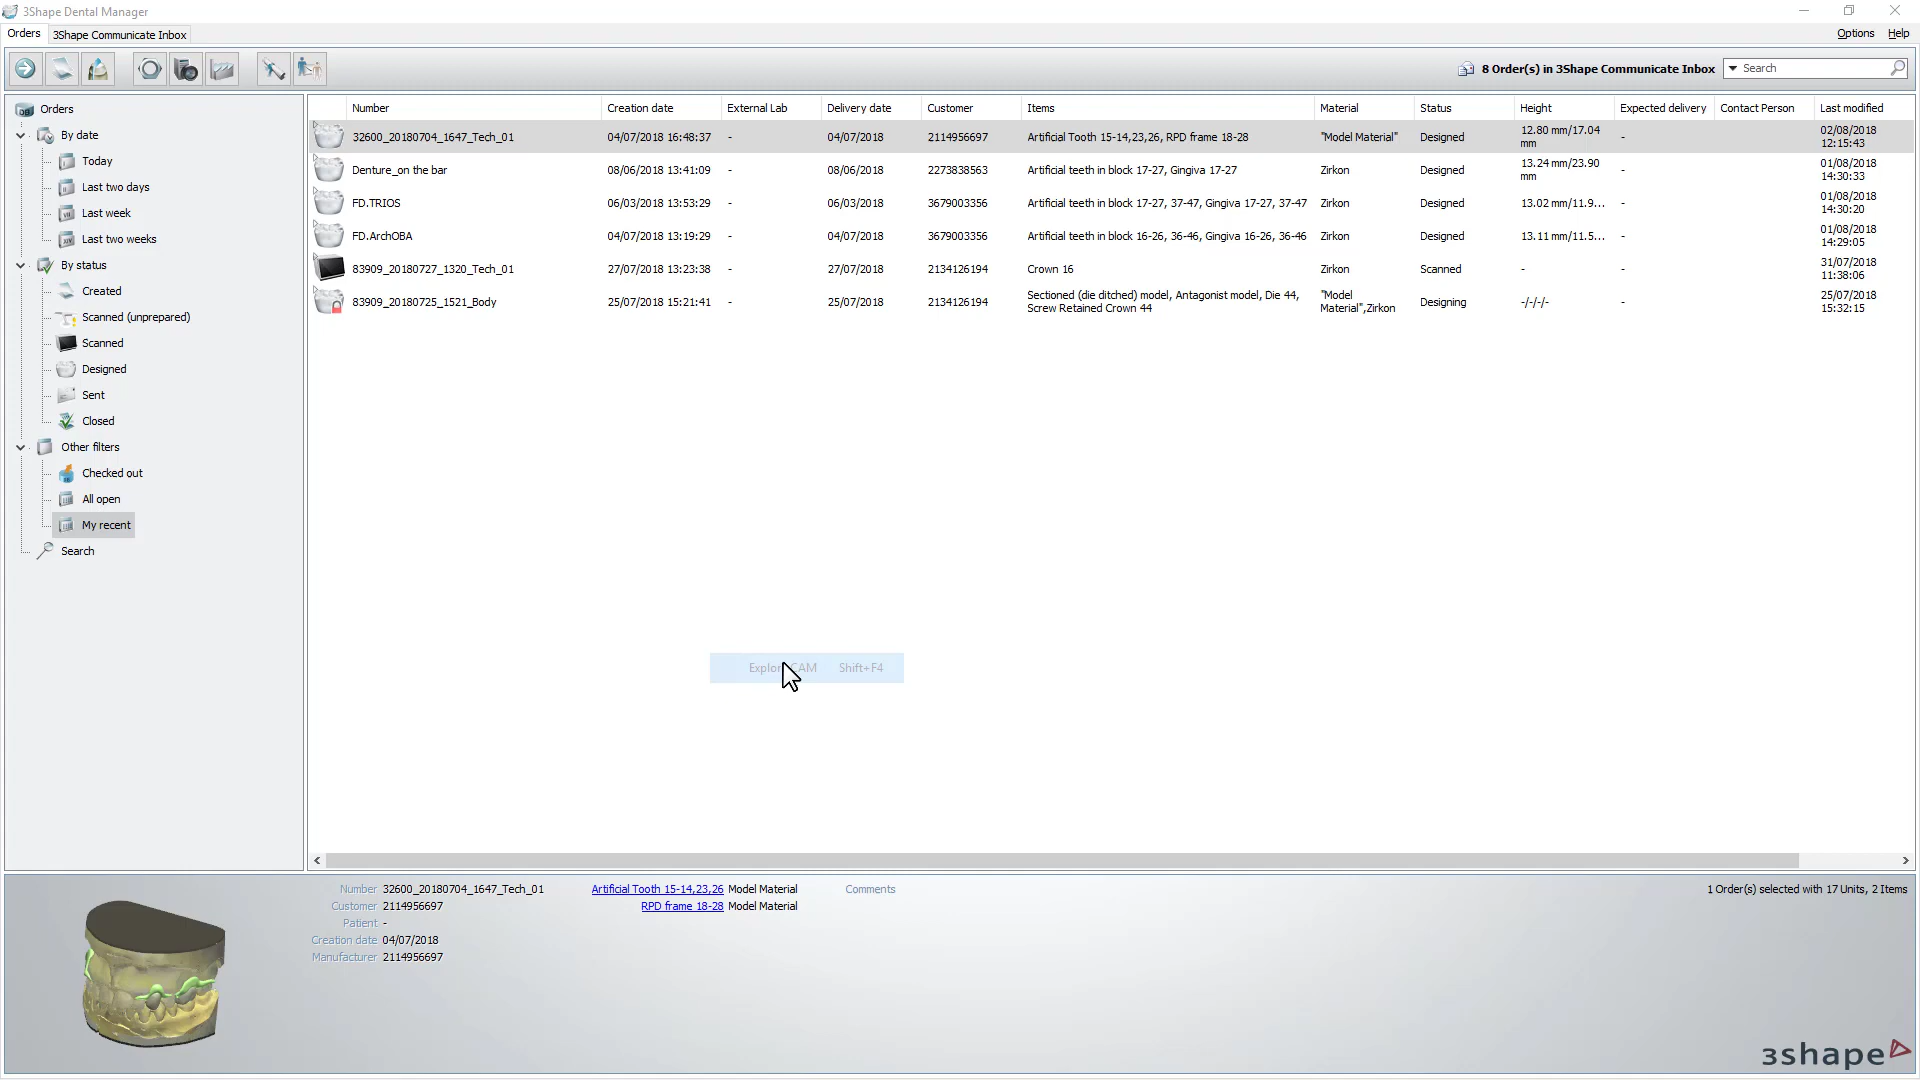 3Shape Dental Manager
Orders 3Shape Communicate Inbox Options Help
8 Order(s) in 3Shape Communicate Inbox Search
Orders
By date
Today
Last two days
Last week
Last two weeks
By status
Created
Scanned (unprepared)
Scanned
Designed
Sent
Closed
Other filters
Checked out
All open
My recent
Search
Number Creation date External Lab Delivery date Customer Items Material Status Height Expected delivery Contact Person Last modified
32600_20180704_1647_Tech_01 04/07/2018 16:48:37 - 04/07/2018 2114956697 Artificial Tooth 15-14,23,26, RPD frame 18-28 "Model Material" Designed 12.80 mm/17.04 mm - 02/08/2018 12:15:43
Denture_on the bar 08/06/2018 13:41:09 - 08/06/2018 2273838563 Artificial teeth in block 17-27, Gingiva 17-27 Zirkon Designed 13.24 mm/23.90 mm - 01/08/2018 14:30:33
FD.TRIOS 06/03/2018 13:53:29 - 06/03/2018 3679003356 Artificial teeth in block 17-27, 37-47, Gingiva 17-27, 37-47 Zirkon Designed 13.02 mm/11.9... - 01/08/2018 14:30:20
FD.ArchOBA 04/07/2018 13:19:29 - 04/07/2018 3679003356 Artificial teeth in block 16-26, 36-46, Gingiva 16-26, 36-46 Zirkon Designed 13.11 mm/11.5... - 01/08/2018 14:29:05
83909_20180727_1320_Tech_01 27/07/2018 13:23:38 - 27/07/2018 2134126194 Crown 16 Zirkon Scanned - - 31/07/2018 11:38:06
83909_20180725_1521_Body 25/07/2018 15:21:41 - 25/07/2018 2134126194 Sectioned (die ditched) model, Antagonist model, Die 44, Screw Retained Crown 44 "Model Material",Zirkon Designing -/-/-/- - 25/07/2018 15:32:15
CAM Shift+F4
Number 32600_20180704_1647_Tech_01 Artificial Tooth 15-14,23,26 Model Material Comments 1 Order(s) selected with 17 Units, 2 Items
Customer 2114956697 RPD frame 18-28 Model Material
Patient -
Creation date 04/07/2018
Manufacturer 2114956697
3shape